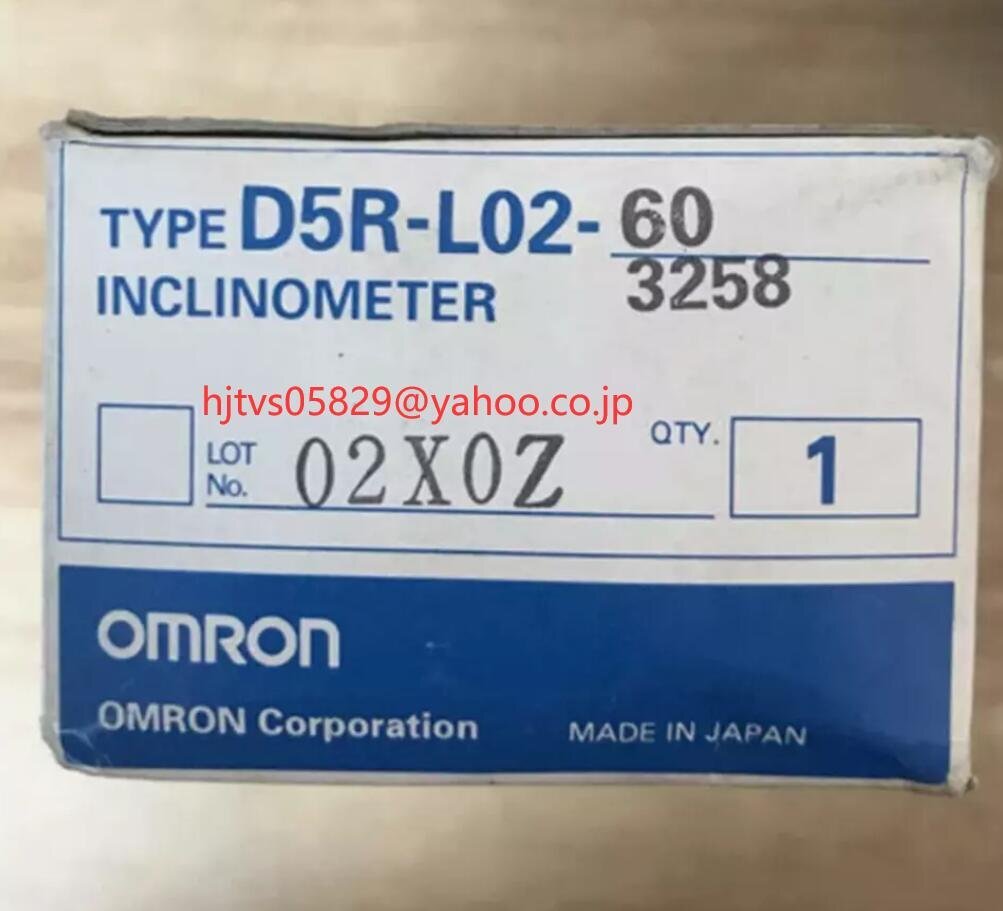 TYPE D5R-L02-60
INCLINOMETER 3258
hjtvs05829@yahoo.co.jp
LOT No. 02X0Z
QTY. 1
OMRON
OMRON Corporation
MADE IN JAPAN